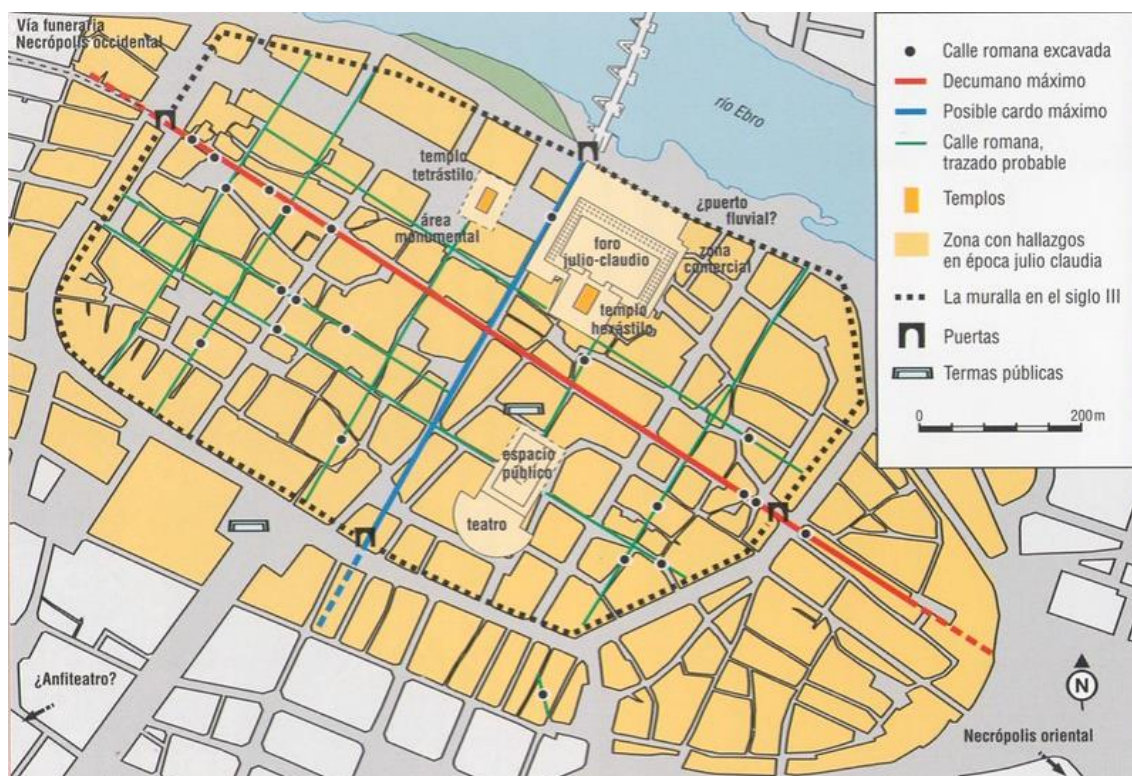 Vía funeraria
Necrópolis occidental
río Ebro
templo
tetrástilo
área
monumental
foro
julio-claudio
¿puerto
fluvial?
zona
comercial
templo
hexástilo
espacio
público
teatro
¿Anfiteatro?
Necrópolis oriental
N
Calle romana excavada
Decumano máximo
Posible cardo máximo
Calle romana,
trazado probable
Templos
Zona con hallazgos
en época julio claudia
La muralla en el siglo III
Puertas
Termas públicas
0 200 m